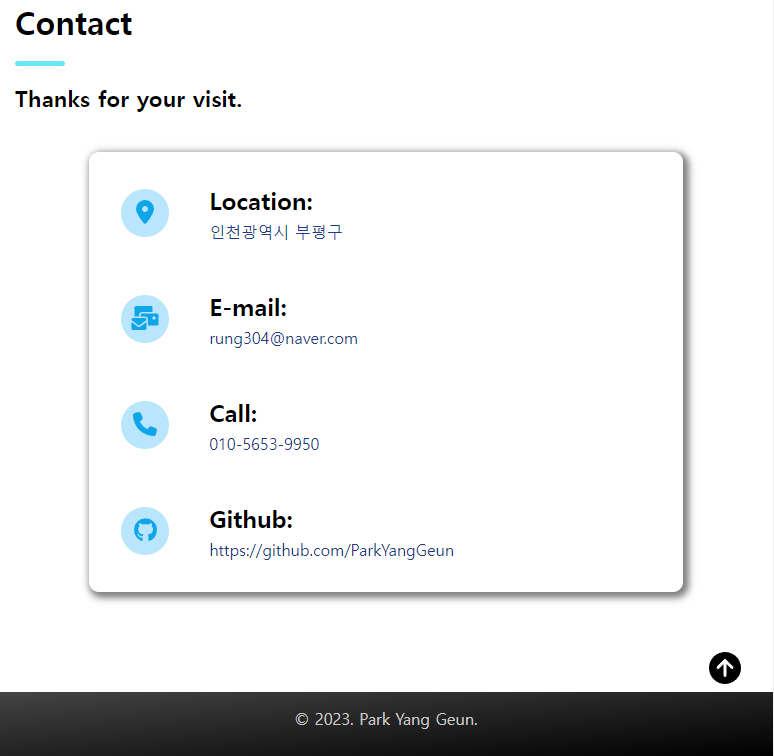 Contact
Thanks for your visit.
Location:
인천광역시 부평구
E-mail:
rung304@naver.com
Call:
010-5653-9950
Github:
https://github.com/ParkYangGeun
© 2023. Park Yang Geun.